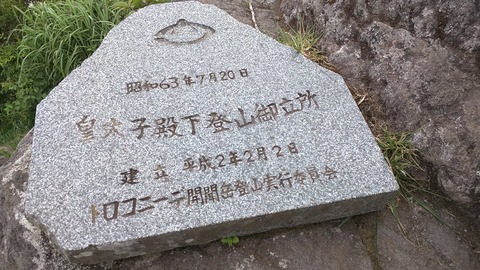 昭和63年7月20日
皇太子殿下登山御立所
建立 平成2年2月2日
トロコニーデ開聞岳登山実行委員会